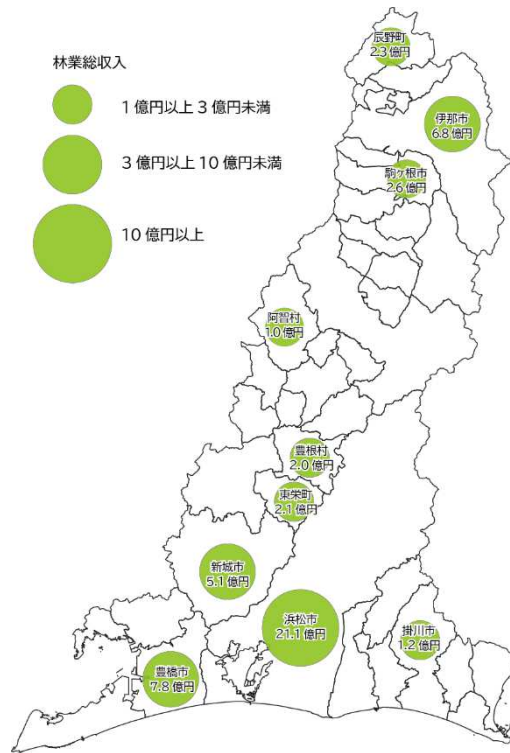 林業総収入
1億円以上3億円未満
3億円以上10億円未満
10億円以上
辰野町
2.3億円
伊那市
6.8億円
駒ヶ根市
2.6億円
阿智村
1.0億円
豊根村
2.0億円
東栄町
2.1億円
新城市
5.1億円
浜松市
21.1億円
掛川市
1.2億円
豊橋市
7.8億円